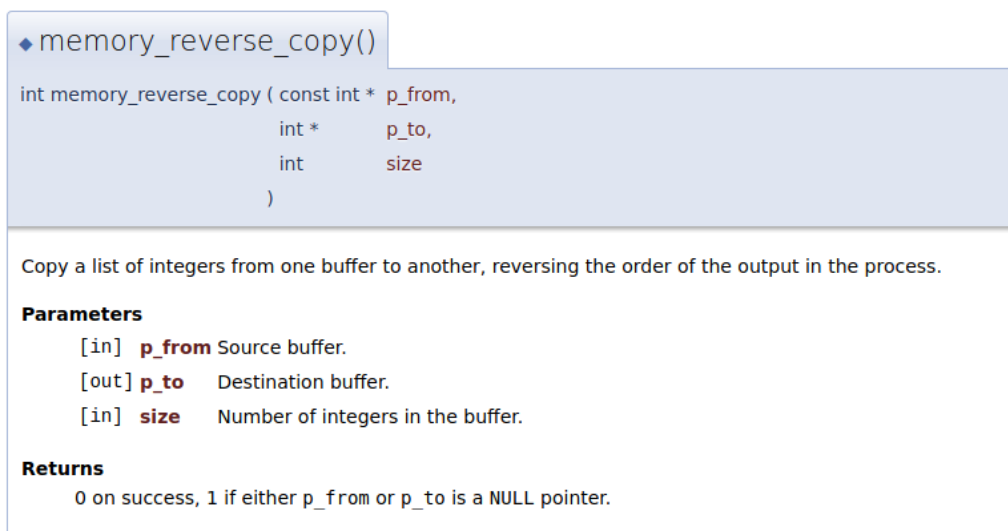 memory_reverse_copy()
int memory_reverse_copy ( const int * p_from,
int * p_to,
int size
)
Copy a list of integers from one buffer to another, reversing the order of the output in the process.
Parameters
[in] p_from Source buffer.
[out] p_to Destination buffer.
[in] size Number of integers in the buffer.
Returns
0 on success, 1 if either p_from or p_to is a NULL pointer.